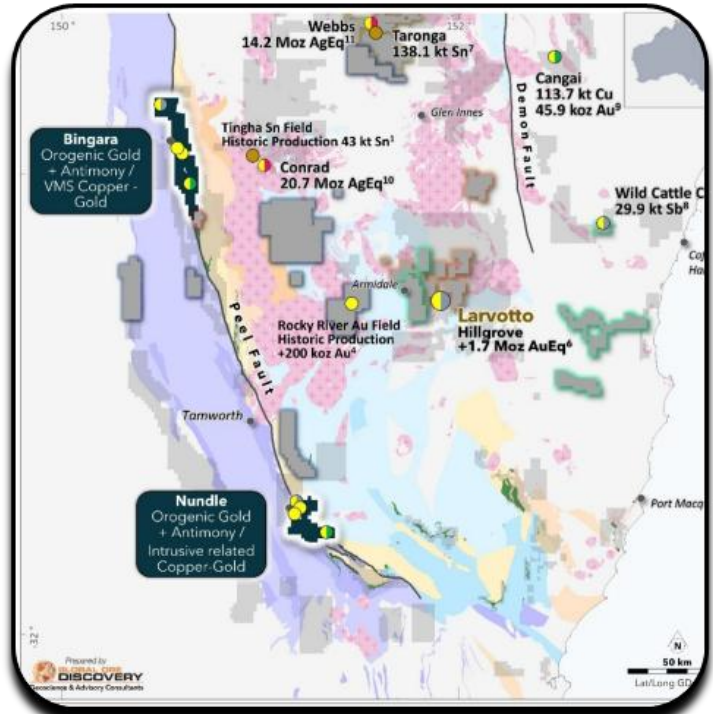 150 °
152
Webbs
14.2 Moz AgEq11
Taronga
138.1 kt Sn7
Cangai
113.7 kt Cu
45.9 koz Au9
Demon Fault
Glen Innes
Bingara
Orogenic Gold
+ Antimony /
VMS Copper -
Gold
Tingha Sn Field
Historic Production 43 kt Sn1
Conrad
20.7 Moz AgEq10
Wild Cattle C
29.9 kt Sb8
Armidale
Larvotto
Hillgrove
+1.7 Moz AuEq6
Rocky River Au Field
Historic Production
+200 koz Au4
Peel Fault
Tamworth
Nundle
Orogenic Gold
+ Antimony /
Intrusive related
Copper-Gold
Port Macq
-32°
N
50 km
Lat/Long GD
Prepared by
GLOBAL ORE
DISCOVERY
Geoscience & Advisory Consultants